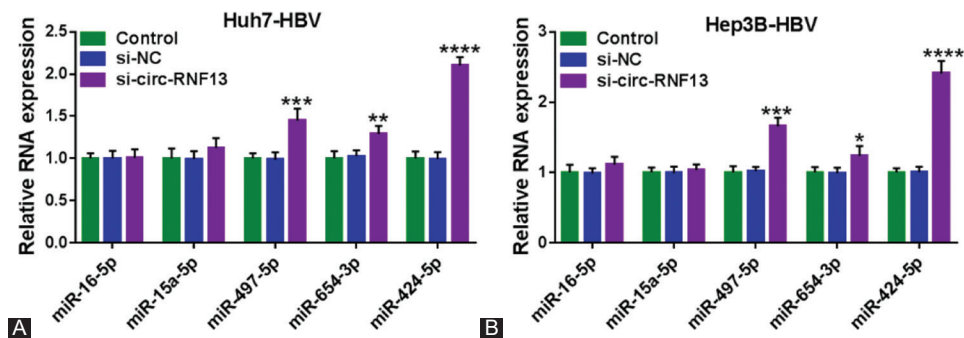 Huh7-HBV
Relative RNA expression
2.5
2.0
1.5
1.0
0.5
0.0
Control
si-NC
si-circ-RNF13
***
**
****
miR-16-5p
miR-15a-5p
miR-497-5p
miR-654-3p
miR-424-5p
A
Hep3B-HBV
Relative RNA expression
3
2
1
0
Control
si-NC
si-circ-RNF13
***
*
****
miR-16-5p
miR-15a-5p
miR-497-5p
miR-654-3p
miR-424-5p
B